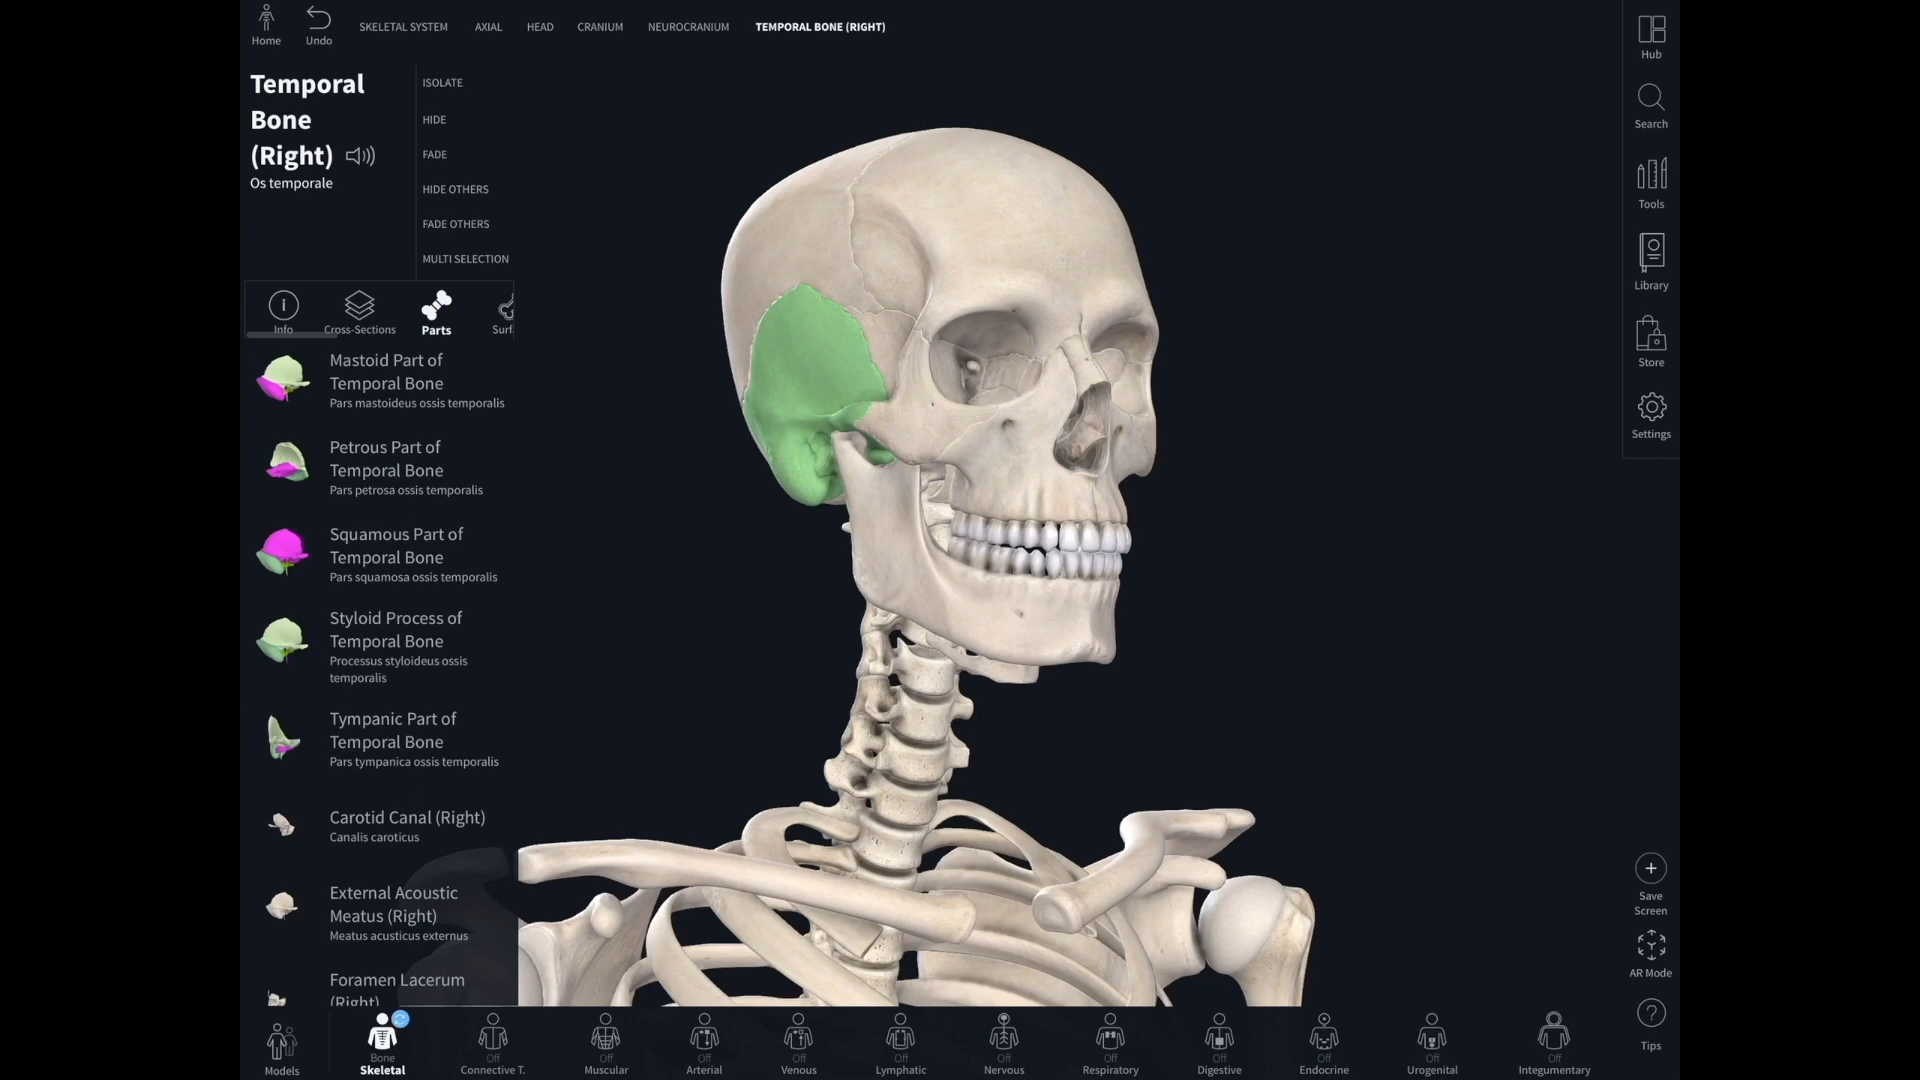 Home
Undo
SKELETAL SYSTEM
AXIAL
HEAD
CRANIUM
NEUROCRANIUM
TEMPORAL BONE (RIGHT)
Temporal
Bone
(Right)
Os temporale
ISOLATE
HIDE
FADE
HIDE OTHERS
FADE OTHERS
MULTI SELECTION
Info
Cross-Sections
Parts
Surf
Mastoid Part of
Temporal Bone
Pars mastoideus ossis temporalis
Petrous Part of
Temporal Bone
Pars petrosa ossis temporalis
Squamous Part of
Temporal Bone
Pars squamosa ossis temporalis
Styloid Process of
Temporal Bone
Processus styloideus ossis
temporalis
Tympanic Part of
Temporal Bone
Pars tympanica ossis temporalis
Carotid Canal (Right)
Canalis caroticus
External Acoustic
Meatus (Right)
Meatus acusticus externus
Foramen Lacerum
(Right)
Hub
Search
Tools
Library
Store
Settings
Save
Screen
AR Mode
Tips
Models
Bone
Skeletal
Off
Connective T.
Off
Muscular
Off
Arterial
Off
Venous
Off
Lymphatic
Off
Nervous
Off
Respiratory
Off
Digestive
Off
Endocrine
Off
Urogenital
Off
Integumentary